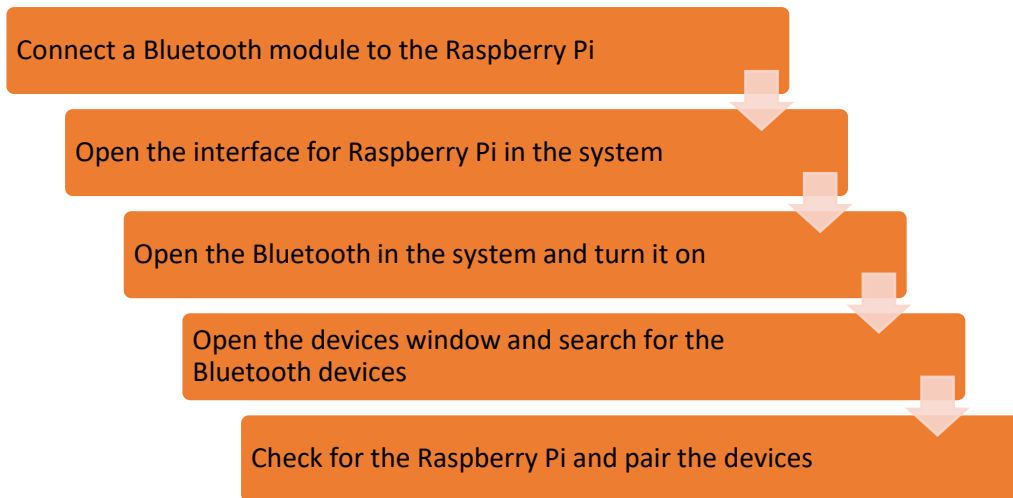 Connect a Bluetooth module to the Raspberry Pi
Open the interface for Raspberry Pi in the system
Open the Bluetooth in the system and turn it on
Open the devices window and search for the
Bluetooth devices
Check for the Raspberry Pi and pair the devices